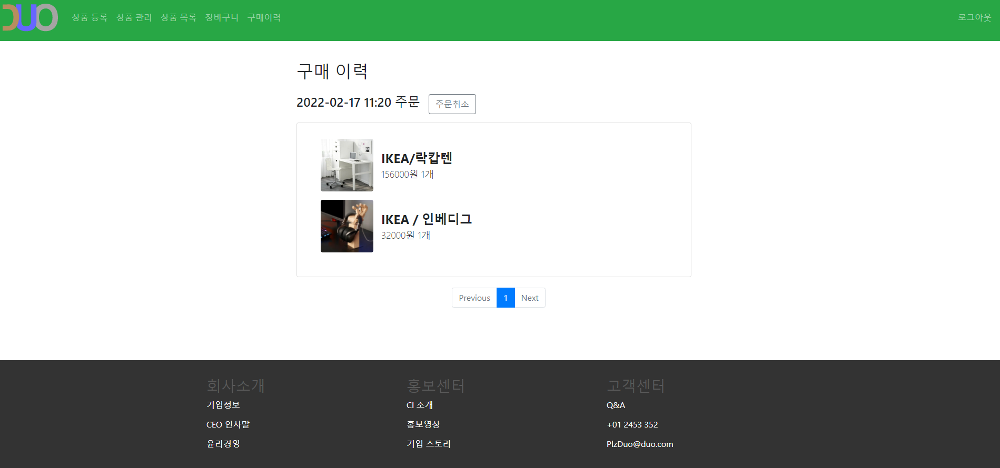 DUO 상품 등록 상품 관리 상품 목록 장바구니 구매이력 로그아웃
구매 이력
2022-02-17 11:20 주문 주문취소
IKEA/락캅텐
156000원 1개
IKEA / 인베디그
32000원 1개
Previous 1 Next
회사소개 홍보센터 고객센터
기업정보 CI 소개 Q&A
CEO 인사말 홍보영상 +01 2453 352
윤리경영 기업 스토리 PlzDuo@duo.com